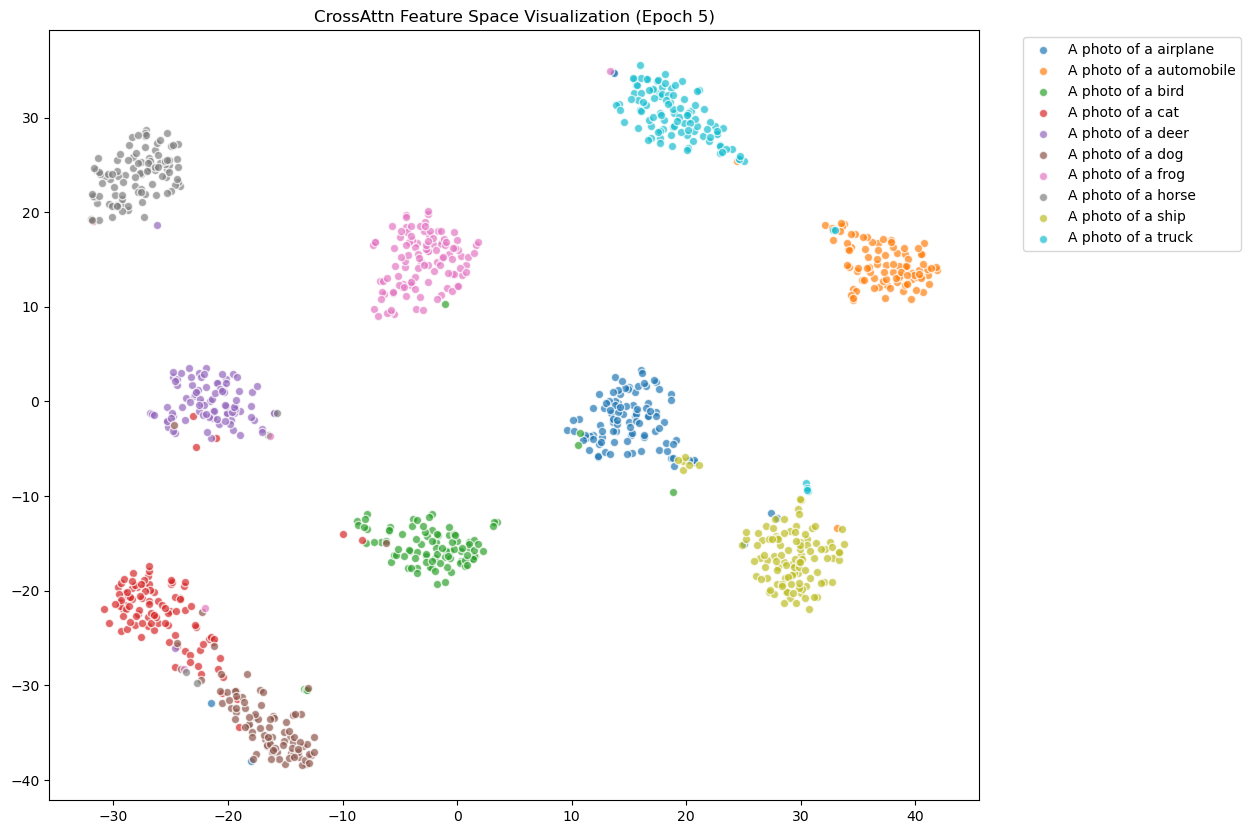 CrossAttn Feature Space Visualization (Epoch 5)
A photo of a airplane
A photo of a automobile
A photo of a bird
A photo of a cat
A photo of a deer
A photo of a dog
A photo of a frog
A photo of a horse
A photo of a ship
A photo of a truck
30
20
10
0
−10
−20
−30
−40
−30 −20 −10 0 10 20 30 40